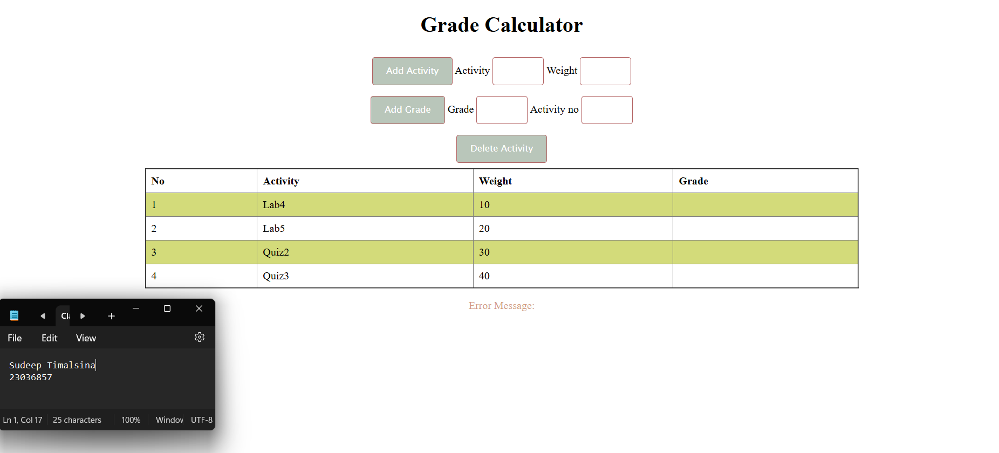 Grade Calculator
Add Activity Activity Weight
Add Grade Grade Activity no
Delete Activity
No Activity Weight Grade
1 Lab4 10
2 Lab5 20
3 Quiz2 30
4 Quiz3 40
Error Message:
File Edit View
Sudeep Timalsina
23036857
Ln 1, Col 17 25 characters 100% UTF-8